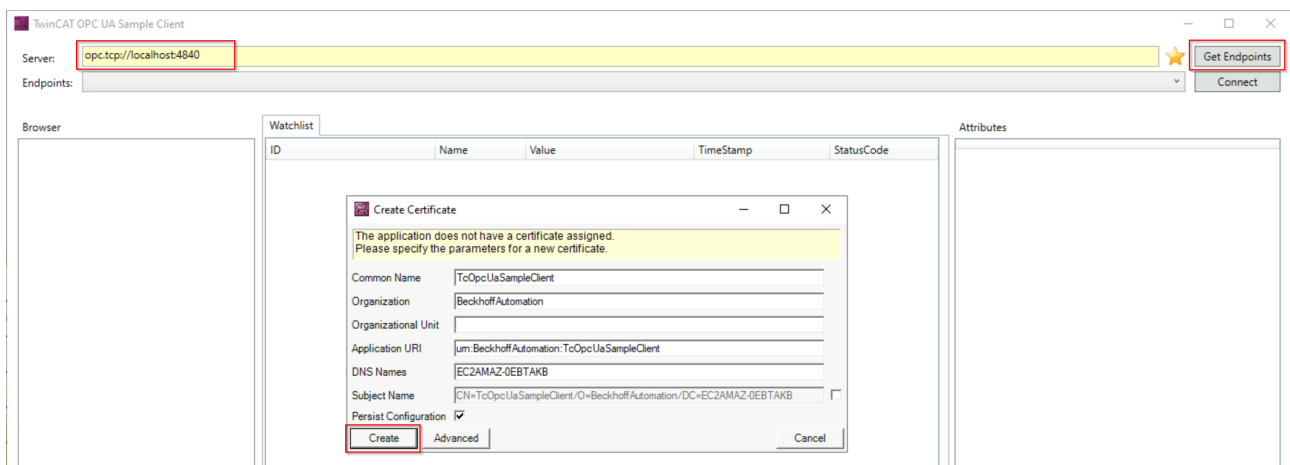 TwinCAT OPC UA Sample Client
Server: opc.tcp://localhost:4840 Get Endpoints
Endpoints: Connect
Browser Watchlist Attributes
ID Name Value TimeStamp StatusCode
Create Certificate
The application does not have a certificate assigned.
Please specify the parameters for a new certificate.
Common Name TcOpcUaSampleClient
Organization BeckhoffAutomation
Organizational Unit
Application URI urn:BeckhoffAutomation:TcOpcUaSampleClient
DNS Names EC2AMAZ-0EBTAKB
Subject Name CN=TcOpcUaSampleClient/O=BeckhoffAutomation/DC=EC2AMAZ-0EBTAKB
Persist Configuration
Create Advanced Cancel